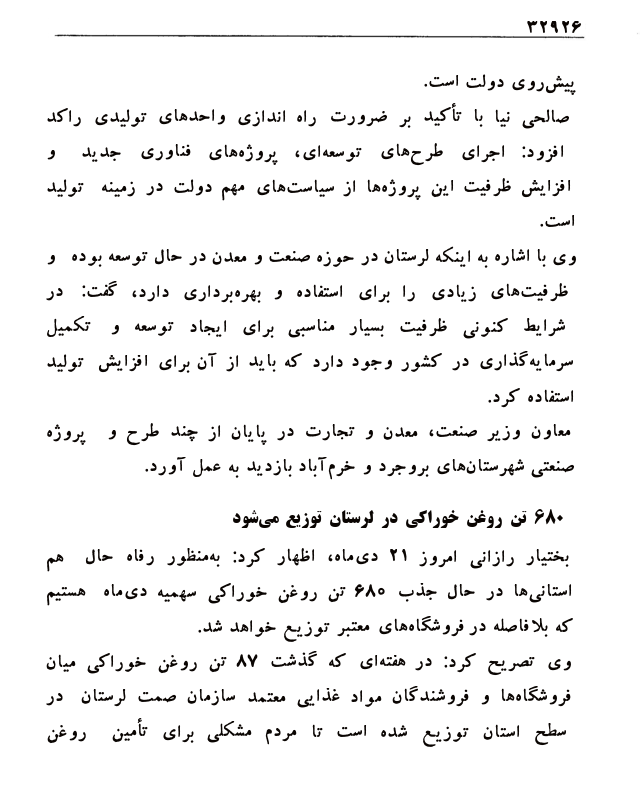 ۳۲۹۲۶
پیش‌روی دولت است.
صالحی نیا با تأکید بر ضرورت راه اندازی واحدهای تولیدی راکد
افزود: اجرای طرح‌های توسعه‌ای، پروژه‌های فناوری جدید و
افزایش ظرفیت این پروژه‌ها از سیاست‌های مهم دولت در زمینه تولید
است.
وی با اشاره به اینکه لرستان در حوزه صنعت و معدن در حال توسعه بوده و
ظرفیت‌های زیادی را برای استفاده و بهره‌برداری دارد، گفت: در
شرایط کنونی ظرفیت بسیار مناسبی برای ایجاد توسعه و تکمیل
سرمایه‌گذاری در کشور وجود دارد که باید از آن برای افزایش تولید
استفاده کرد.
معاون وزیر صنعت، معدن و تجارت در پایان از چند طرح و پروژه
صنعتی شهرستان‌های بروجرد و خرم‌آباد بازدید به عمل آورد.
۶۸۰ تن روغن خوراکی در لرستان توزیع می‌شود
بختیار رازانی امروز ۲۱ دی‌ماه، اظهار کرد: به‌منظور رفاه حال هم
استانی‌ها در حال جذب ۶۸۰ تن روغن خوراکی سهمیه دی‌ماه هستیم
که بلافاصله در فروشگاه‌های معتبر توزیع خواهد شد.
وی تصریح کرد: در هفته‌ای که گذشت ۸۷ تن روغن خوراکی میان
فروشگاه‌ها و فروشندگان مواد غذایی معتمد سازمان صمت لرستان در
سطح استان توزیع شده است تا مردم مشکلی برای تأمین روغن